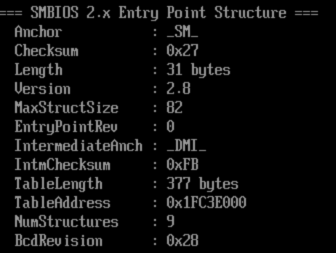 === SMBIOS 2.x Entry Point Structure ===
Anchor : _SM_
Checksum : 0x27
Length : 31 bytes
Version : 2.8
MaxStructSize : 82
EntryPointRev : 0
IntermediateAnch : _DMI_
IntmChecksum : 0xFB
TableLength : 377 bytes
TableAddress : 0x1FC3E000
NumStructures : 9
BcdRevision : 0x28